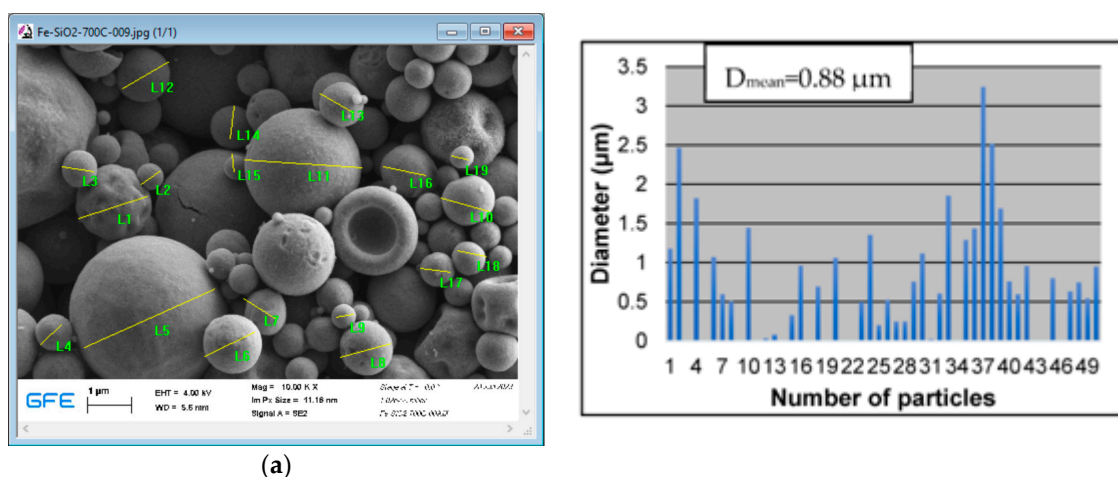 Fe-SiO2-700C-009.jpg (1/1)
L12
L13
L14
L15
L11
L16
L19
L3
L2
L1
L10
L18
L17
L5
L7
L9
L4
L6
L8
GFE
1 µm
EHT = 4.00 kV
WD = 5.6 mm
Mag = 10.00 K X
Im Px Size = 11.16 nm
Signal A = SE2
(a)
Dmean=0.88 µm
Diameter (µm)
3.5
3
2.5
2
1.5
1
0.5
0
1 4 7 10 13 16 19 22 25 28 31 34 37 40 43 46 49
Number of particles